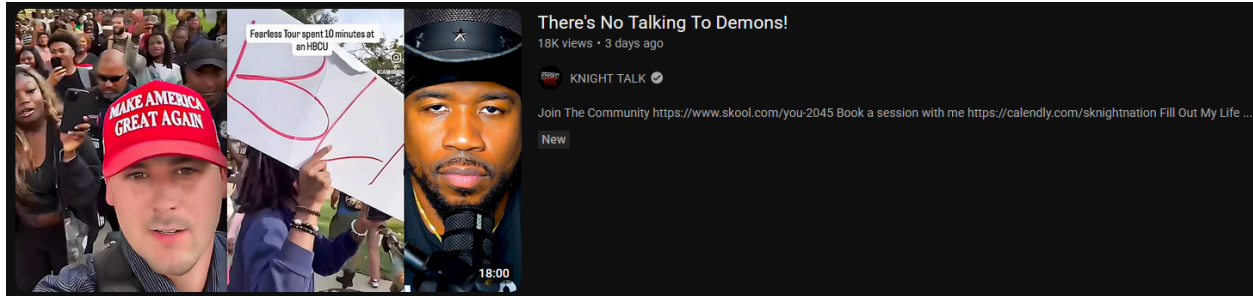 Fearless Tour spent 10 minutes at
an HBCU
MAKE AMERICA
GREAT AGAIN
18:00
There's No Talking To Demons!
18K views • 3 days ago
KNIGHT TALK
Join The Community https://www.skool.com/you-2045 Book a session with me https://calendly.com/sknightnation Fill Out My Life ...
New